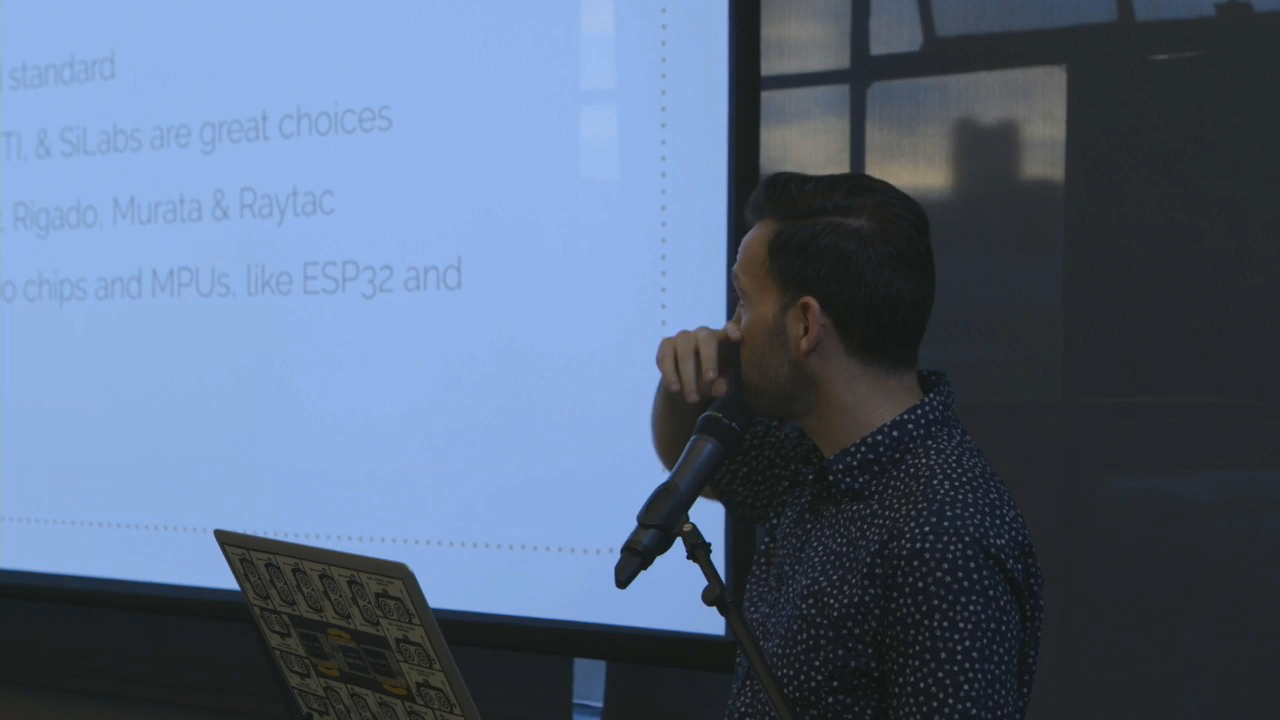 standard
TI, & SiLabs are great choices
Rigado, Murata & Raytac
o chips and MPUs, like ESP32 and